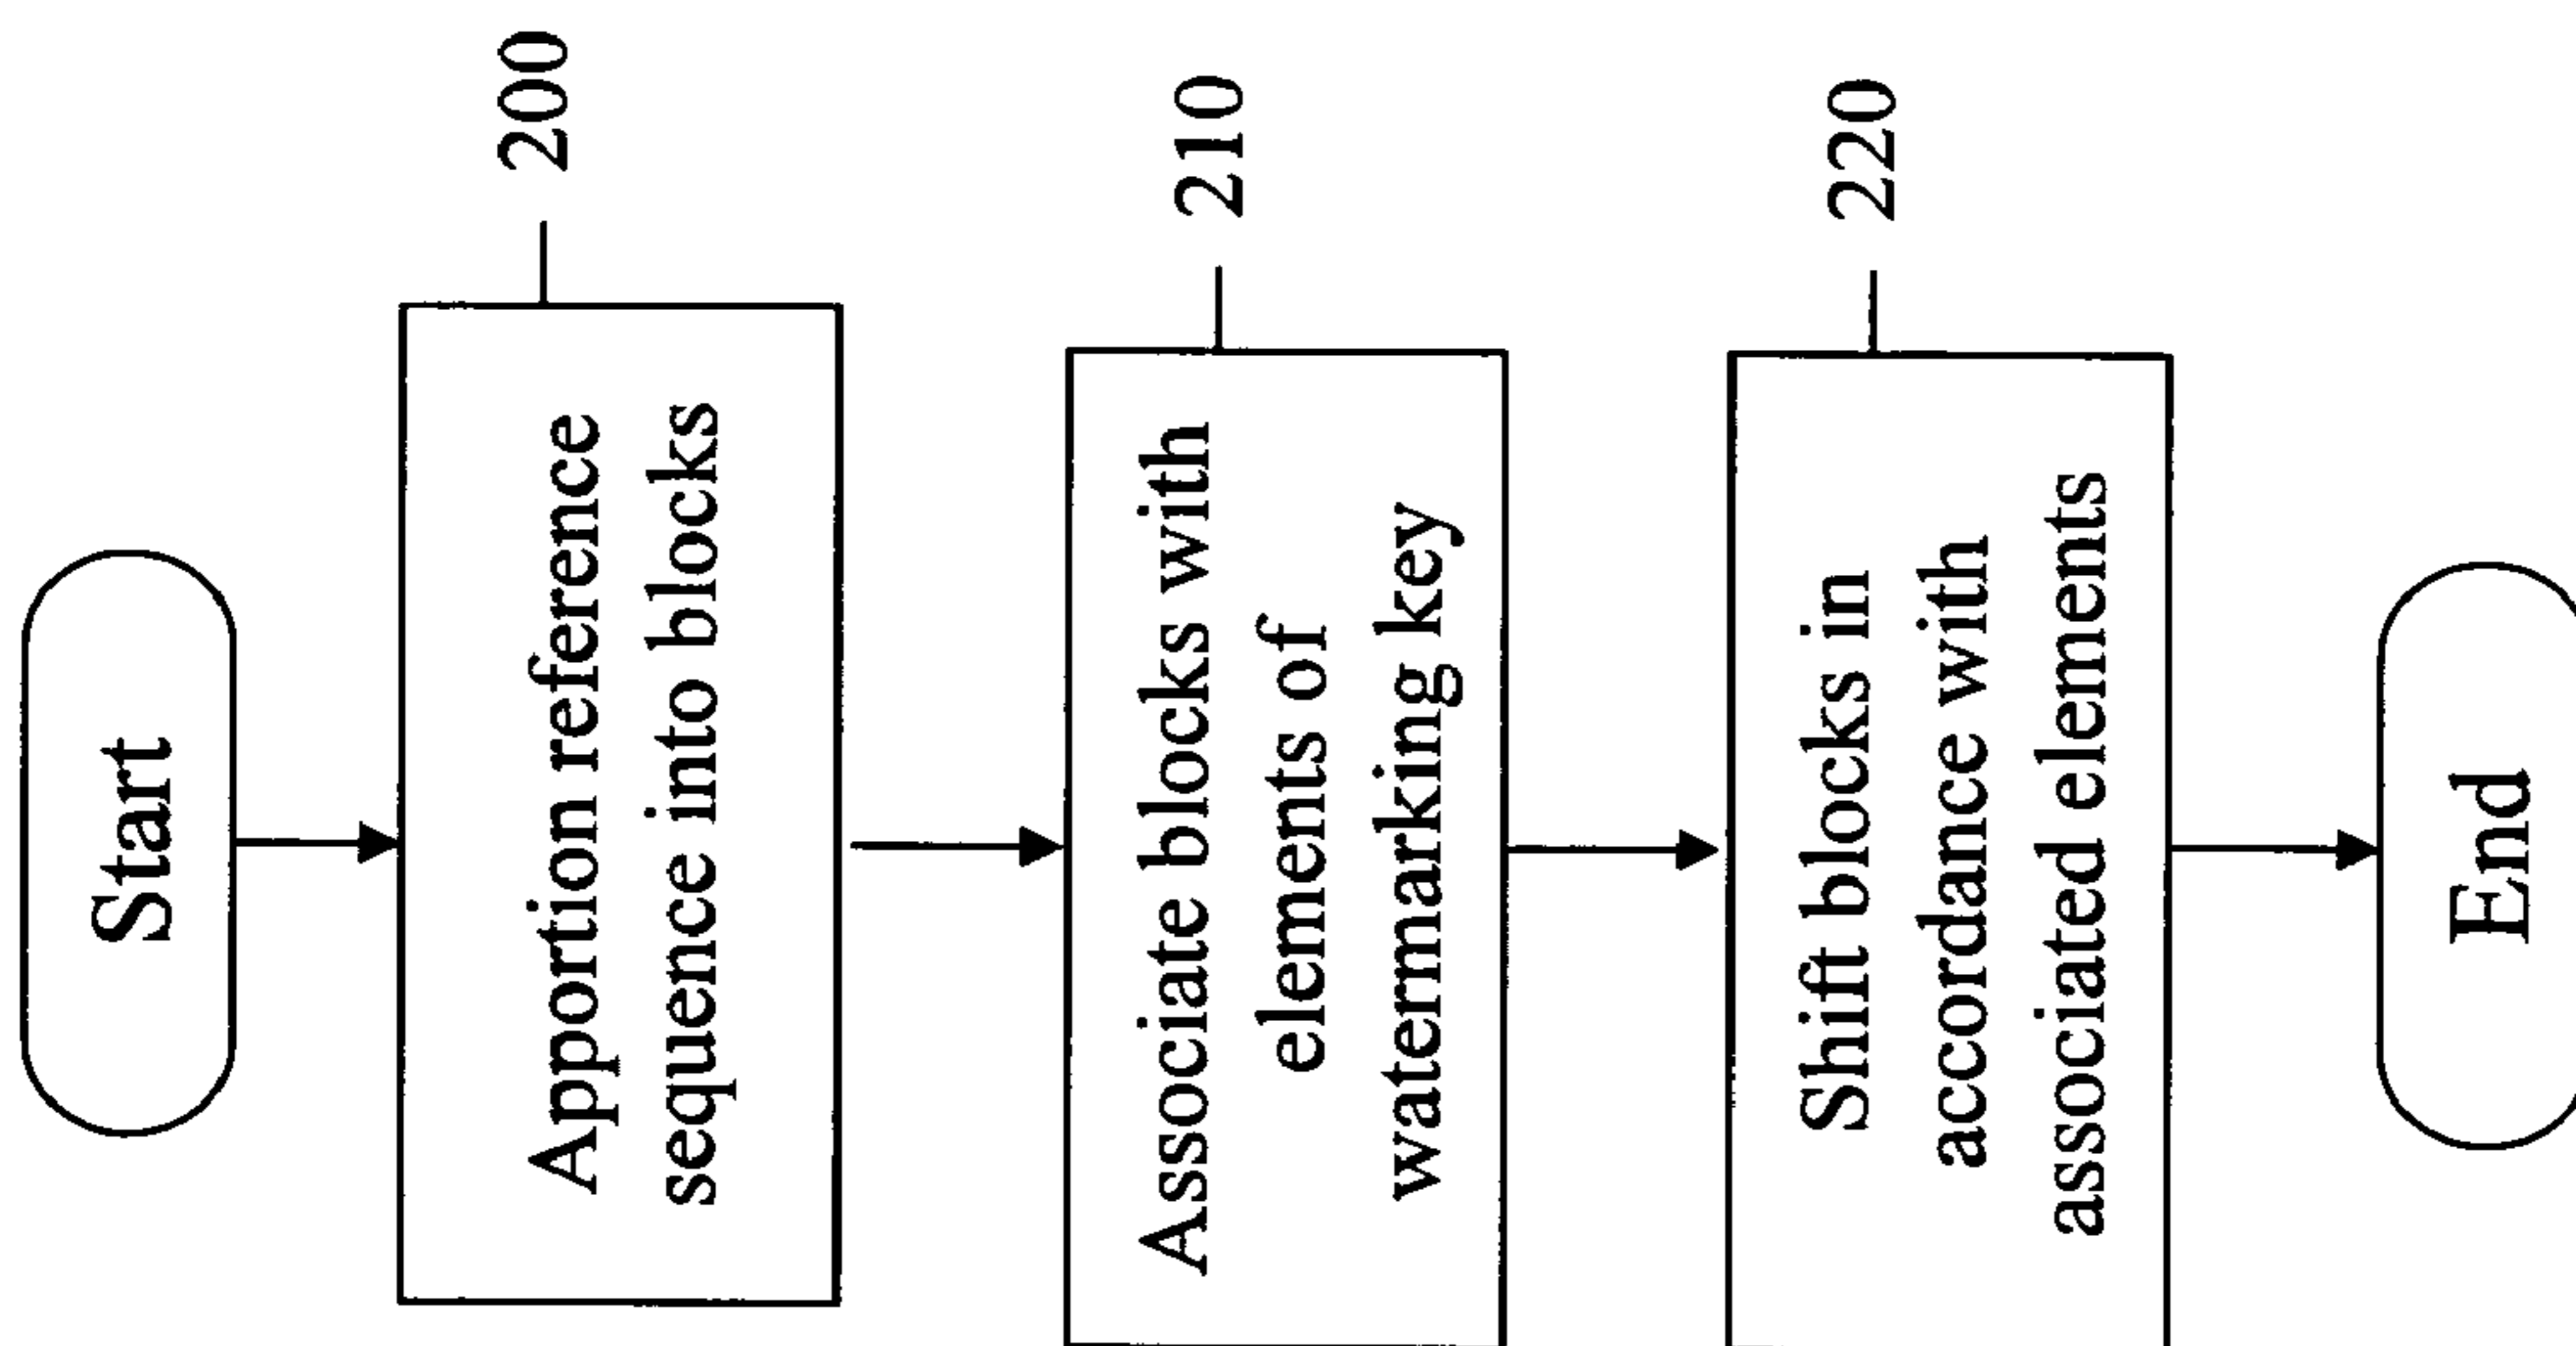 Start
Apportion reference
sequence into blocks
200
Associate blocks with
elements of
watermarking key
210
Shift blocks in
accordance with
associated elements
220
End